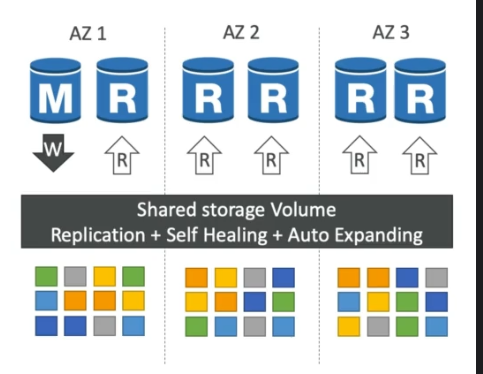 AZ 1 AZ 2 AZ 3
M R R R R R
W R R R R R
Shared storage Volume
Replication + Self Healing + Auto Expanding